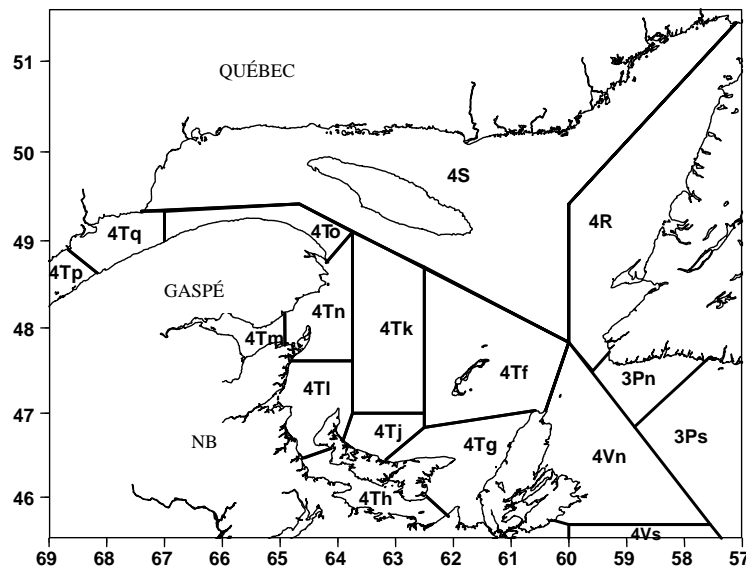 51
QUÉBEC
50
4S
49
4Tq
4To
4R
4Tp
GASPÉ
4Tn
48
4Tm
4Tk
4Tf
3Pn
4Tl
47
4Tj
3Ps
NB
4Tg
4Vn
46
4Th
4Vs
69 68 67 66 65 64 63 62 61 60 59 58 57